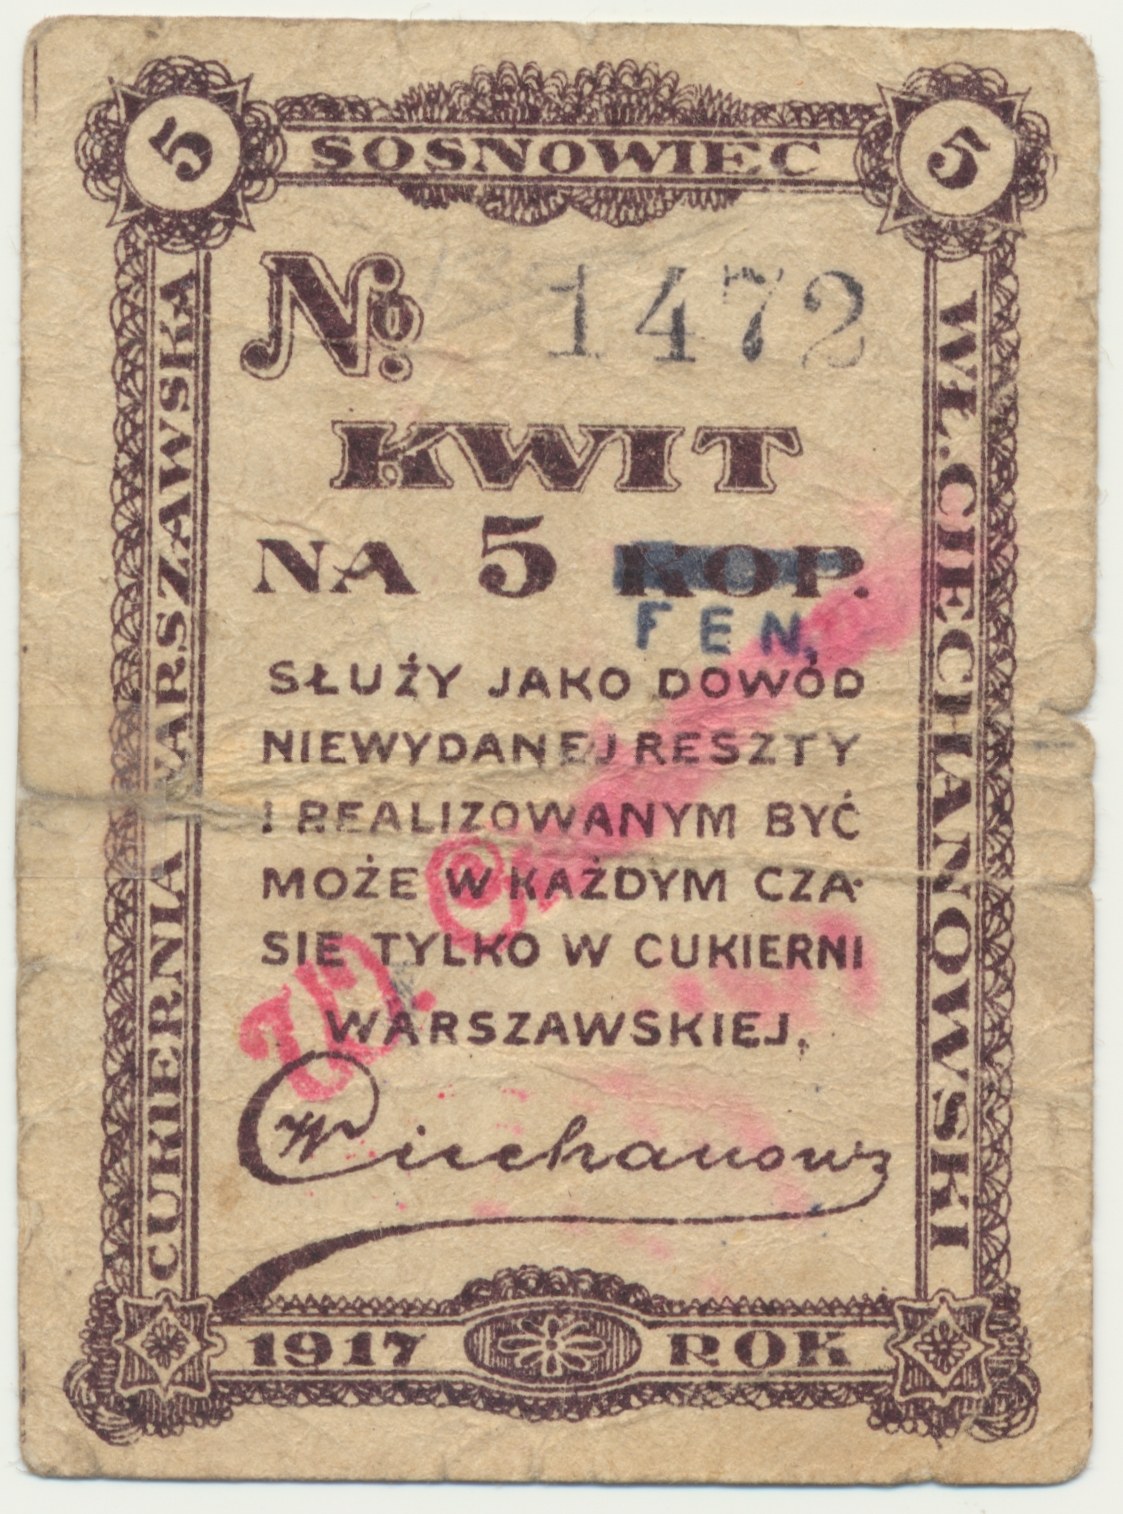 5
SOSNOWIEC
5
CUKIERNIA WARSZAWSKA
WŁ. CIECHANOWSKI
No 1472
KWIT
NA 5 KOP.
FEN.
SŁUŻY JAKO DOWÓD
NIEWYDANEJ RESZTY
I REALIZOWANYM BYĆ
MOŻE W KAŻDYM CZA-
SIE TYLKO W CUKIERNI
WARSZAWSKIEJ.
W Ciechanows
1917 ROK